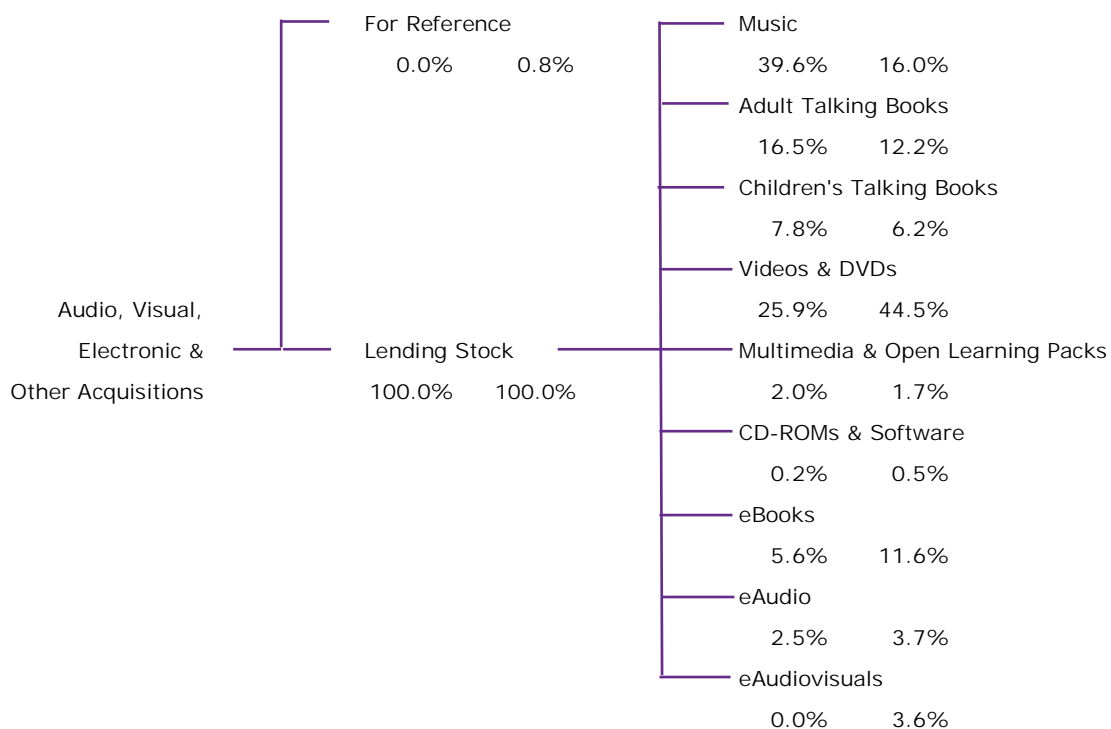 For Reference
0.0% 0.8%
Audio, Visual,
Electronic &
Other Acquisitions
Lending Stock
100.0% 100.0%
Music
39.6% 16.0%
Adult Talking Books
16.5% 12.2%
Children's Talking Books
7.8% 6.2%
Videos & DVDs
25.9% 44.5%
Multimedia & Open Learning Packs
2.0% 1.7%
CD-ROMs & Software
0.2% 0.5%
eBooks
5.6% 11.6%
eAudio
2.5% 3.7%
eAudiovisuals
0.0% 3.6%